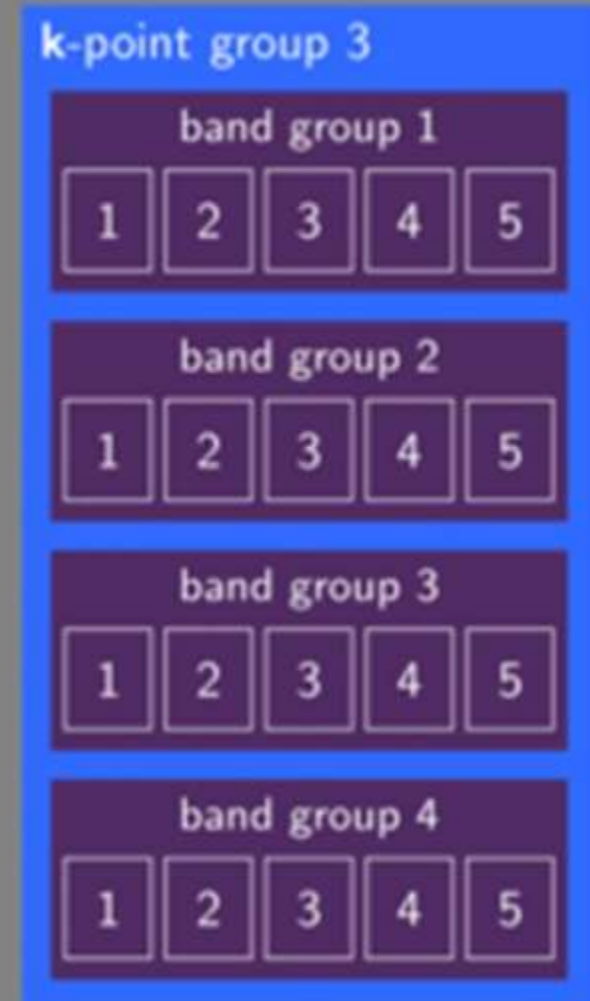 k-point group 3
band group 1
1 2 3 4 5
band group 2
1 2 3 4 5
band group 3
1 2 3 4 5
band group 4
1 2 3 4 5